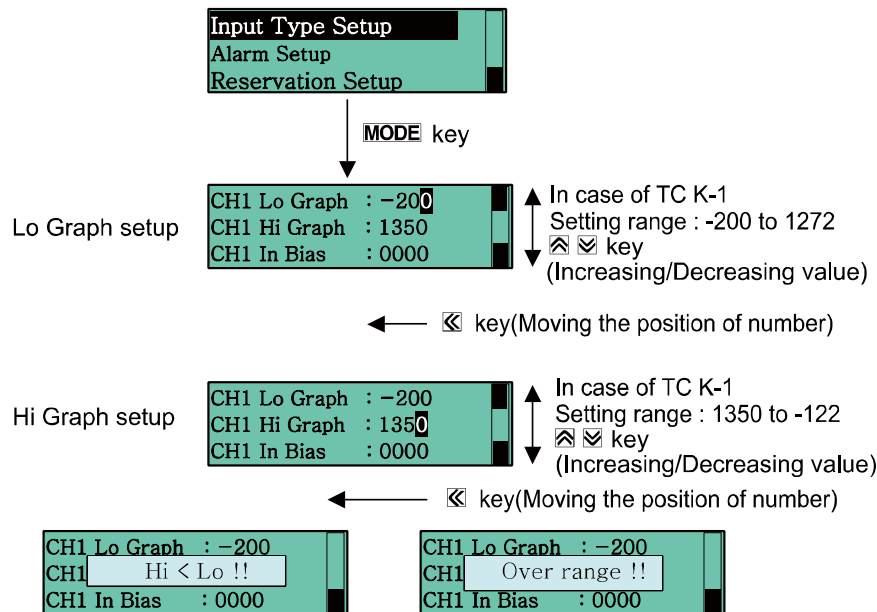 Input Type Setup
Alarm Setup
Reservation Setup
MODE key
Lo Graph setup
CH1 Lo Graph : -200
CH1 Hi Graph : 1350
CH1 In Bias : 0000
In case of TC K-1
Setting range : -200 to 1272
key
(Increasing/Decreasing value)
key(Moving the position of number)
Hi Graph setup
CH1 Lo Graph : -200
CH1 Hi Graph : 1350
CH1 In Bias : 0000
In case of TC K-1
Setting range : 1350 to -122
key
(Increasing/Decreasing value)
key(Moving the position of number)
CH1 Lo Graph : -200
CH1 Hi < Lo !!
CH1 In Bias : 0000
CH1 Lo Graph : -200
CH1 Over range !!
CH1 In Bias : 0000